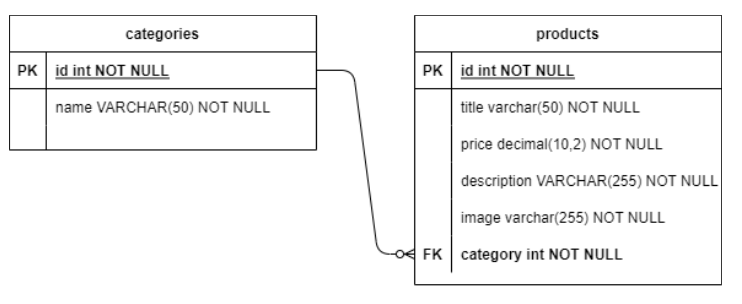 categories
PK id int NOT NULL
name VARCHAR(50) NOT NULL
products
PK id int NOT NULL
title varchar(50) NOT NULL
price decimal(10,2) NOT NULL
description VARCHAR(255) NOT NULL
image varchar(255) NOT NULL
FK category int NOT NULL